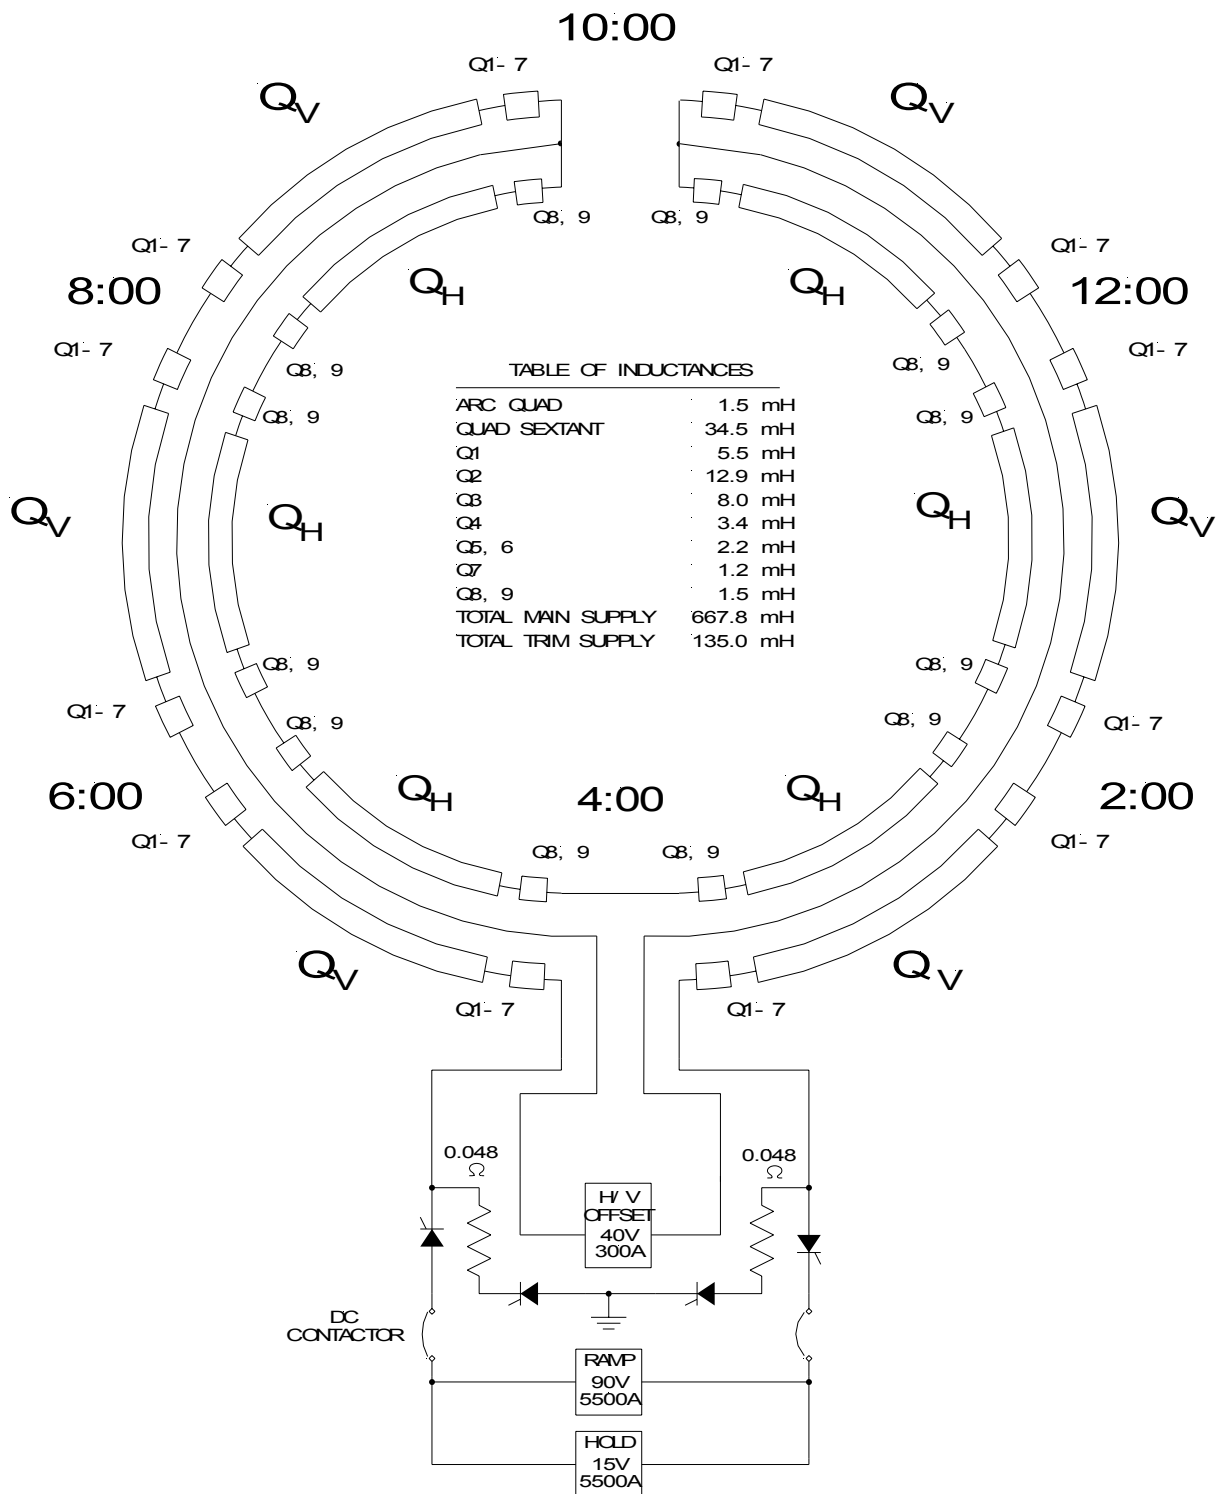 10:00
Q1-7
Q1-7
QV
QV
Q8, 9
Q8, 9
Q1-7
Q1-7
8:00
QH
QH
12:00
Q1-7
Q1-7
Q8, 9
Q8, 9
Q8, 9
Q8, 9
TABLE OF INDUCTANCES
ARC QUAD 1.5 mH
QUAD SEXTANT 34.5 mH
Q1 5.5 mH
Q2 12.9 mH
Q3 8.0 mH
Q4 3.4 mH
Q5, 6 2.2 mH
Q7 1.2 mH
Q8, 9 1.5 mH
TOTAL MAIN SUPPLY 667.8 mH
TOTAL TRIM SUPPLY 135.0 mH
QV
QH
QH
QV
Q8, 9
Q8, 9
Q1-7
Q8, 9
Q8, 9
Q1-7
6:00
QH
4:00
QH
2:00
Q1-7
Q8, 9
Q8, 9
Q1-7
QV
QV
Q1-7
Q1-7
0.048
Ω
0.048
Ω
H/V
OFFSET
40V
300A
DC
CONTACTOR
RAMP
90V
5500A
HOLD
15V
5500A